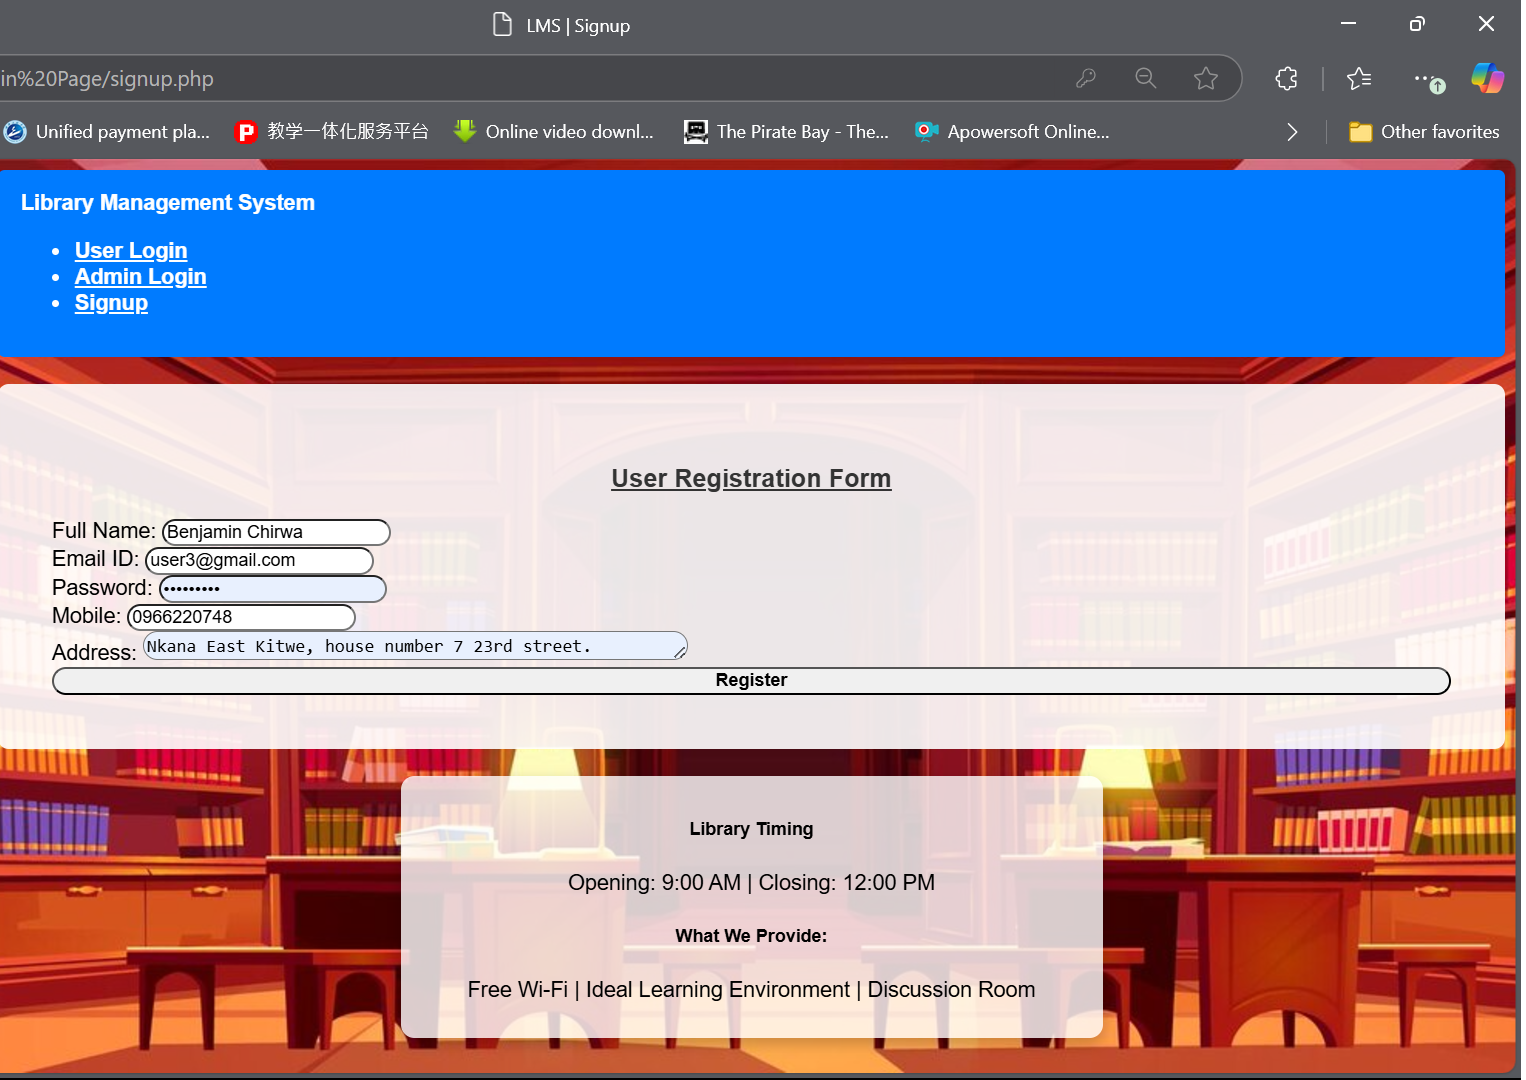 LMS | Signup
in%20Page/signup.php
Unified payment pla... 教学一体化服务平台 Online video downl... The Pirate Bay - The... Apowersoft Online... Other favorites
Library Management System
User Login
Admin Login
Signup
User Registration Form
Full Name: Benjamin Chirwa
Email ID: user3@gmail.com
Password: •••••••••
Mobile: 0966220748
Address: Nkana East Kitwe, house number 7 23rd street.
Register
Library Timing
Opening: 9:00 AM | Closing: 12:00 PM
What We Provide:
Free Wi-Fi | Ideal Learning Environment | Discussion Room